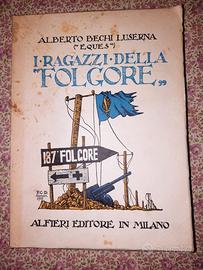 ALBERTO BECHI LUSERNA
("EQUES")
I·RAGAZZI·DELLA
"FOLGORE"
187° FOLGORE
ALFIERI EDITORE IN MILANO